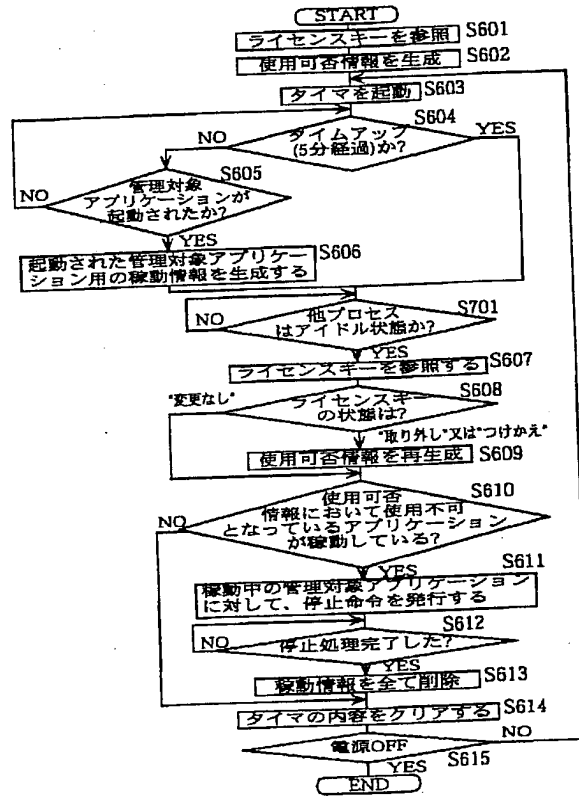 START
ライセンスキーを参照 S601
使用可否情報を生成 S602
タイマを起動 S603
S604
NO タイムアップ YES
(5分経過)か?
S605
管理対象
NO アプリケーションが
起動されたか?
YES
起動された管理対象アプリケー S606
ション用の稼動情報を生成する
S701
NO 他プロセス
はアイドル状態か?
YES
ライセンスキーを参照する S607
S608
"変更なし" ライセンスキー
の状態は?
"取り外し"又は"つけかえ"
使用可否情報を再生成 S609
使用可否 S610
NO 情報において使用不可
となっているアプリケーション
が稼動している?
S611
YES
稼動中の管理対象アプリケーション
に対して、停止命令を発行する
S612
NO 停止処理完了した?
YES
稼動情報を全て削除 S613
タイマの内容をクリアする S614
電源OFF NO
YES S615
END